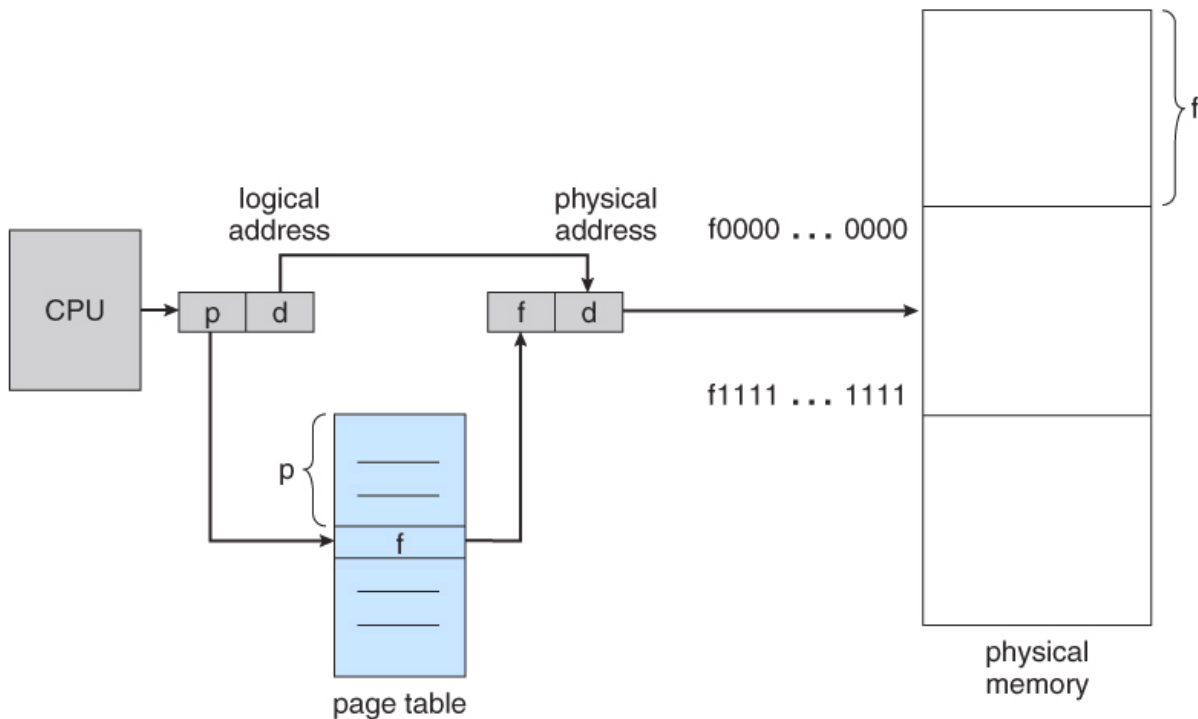 logical
address
physical
address
f
f0000 ... 0000
CPU
p d
f d
f1111 ... 1111
p
f
page table
physical
memory